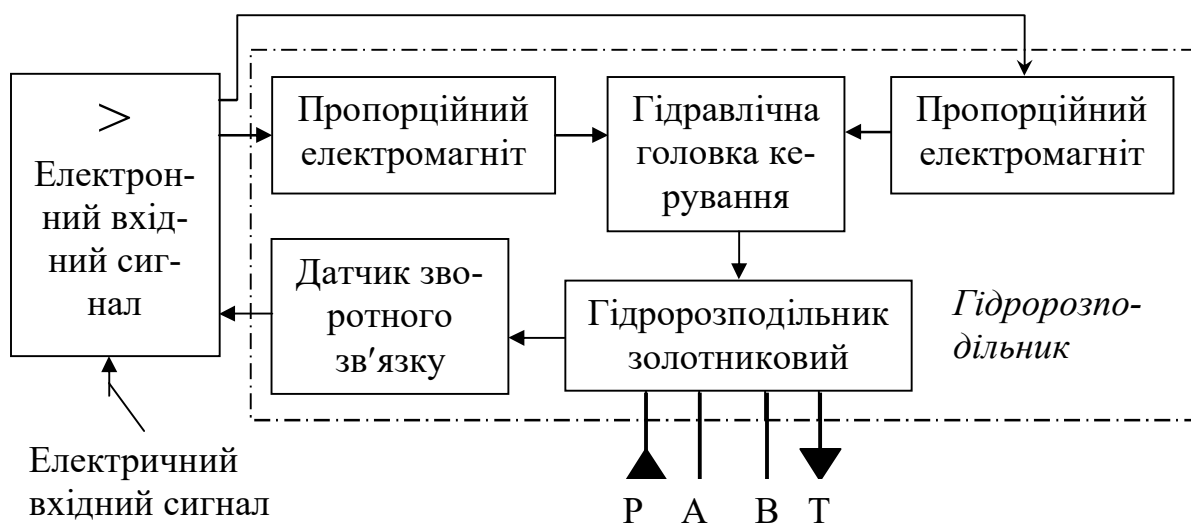 >
Електрон-
ний вхід-
ний сиг-
нал
Пропорційний
електромагніт
Гідравлічна
головка ке-
рування
Пропорційний
електромагніт
Датчик зво-
ротного
зв′язку
Гідророзподільник
золотниковий
Гідророзпо-
дільник
Електричний
вхідний сигнал
Р А В Т